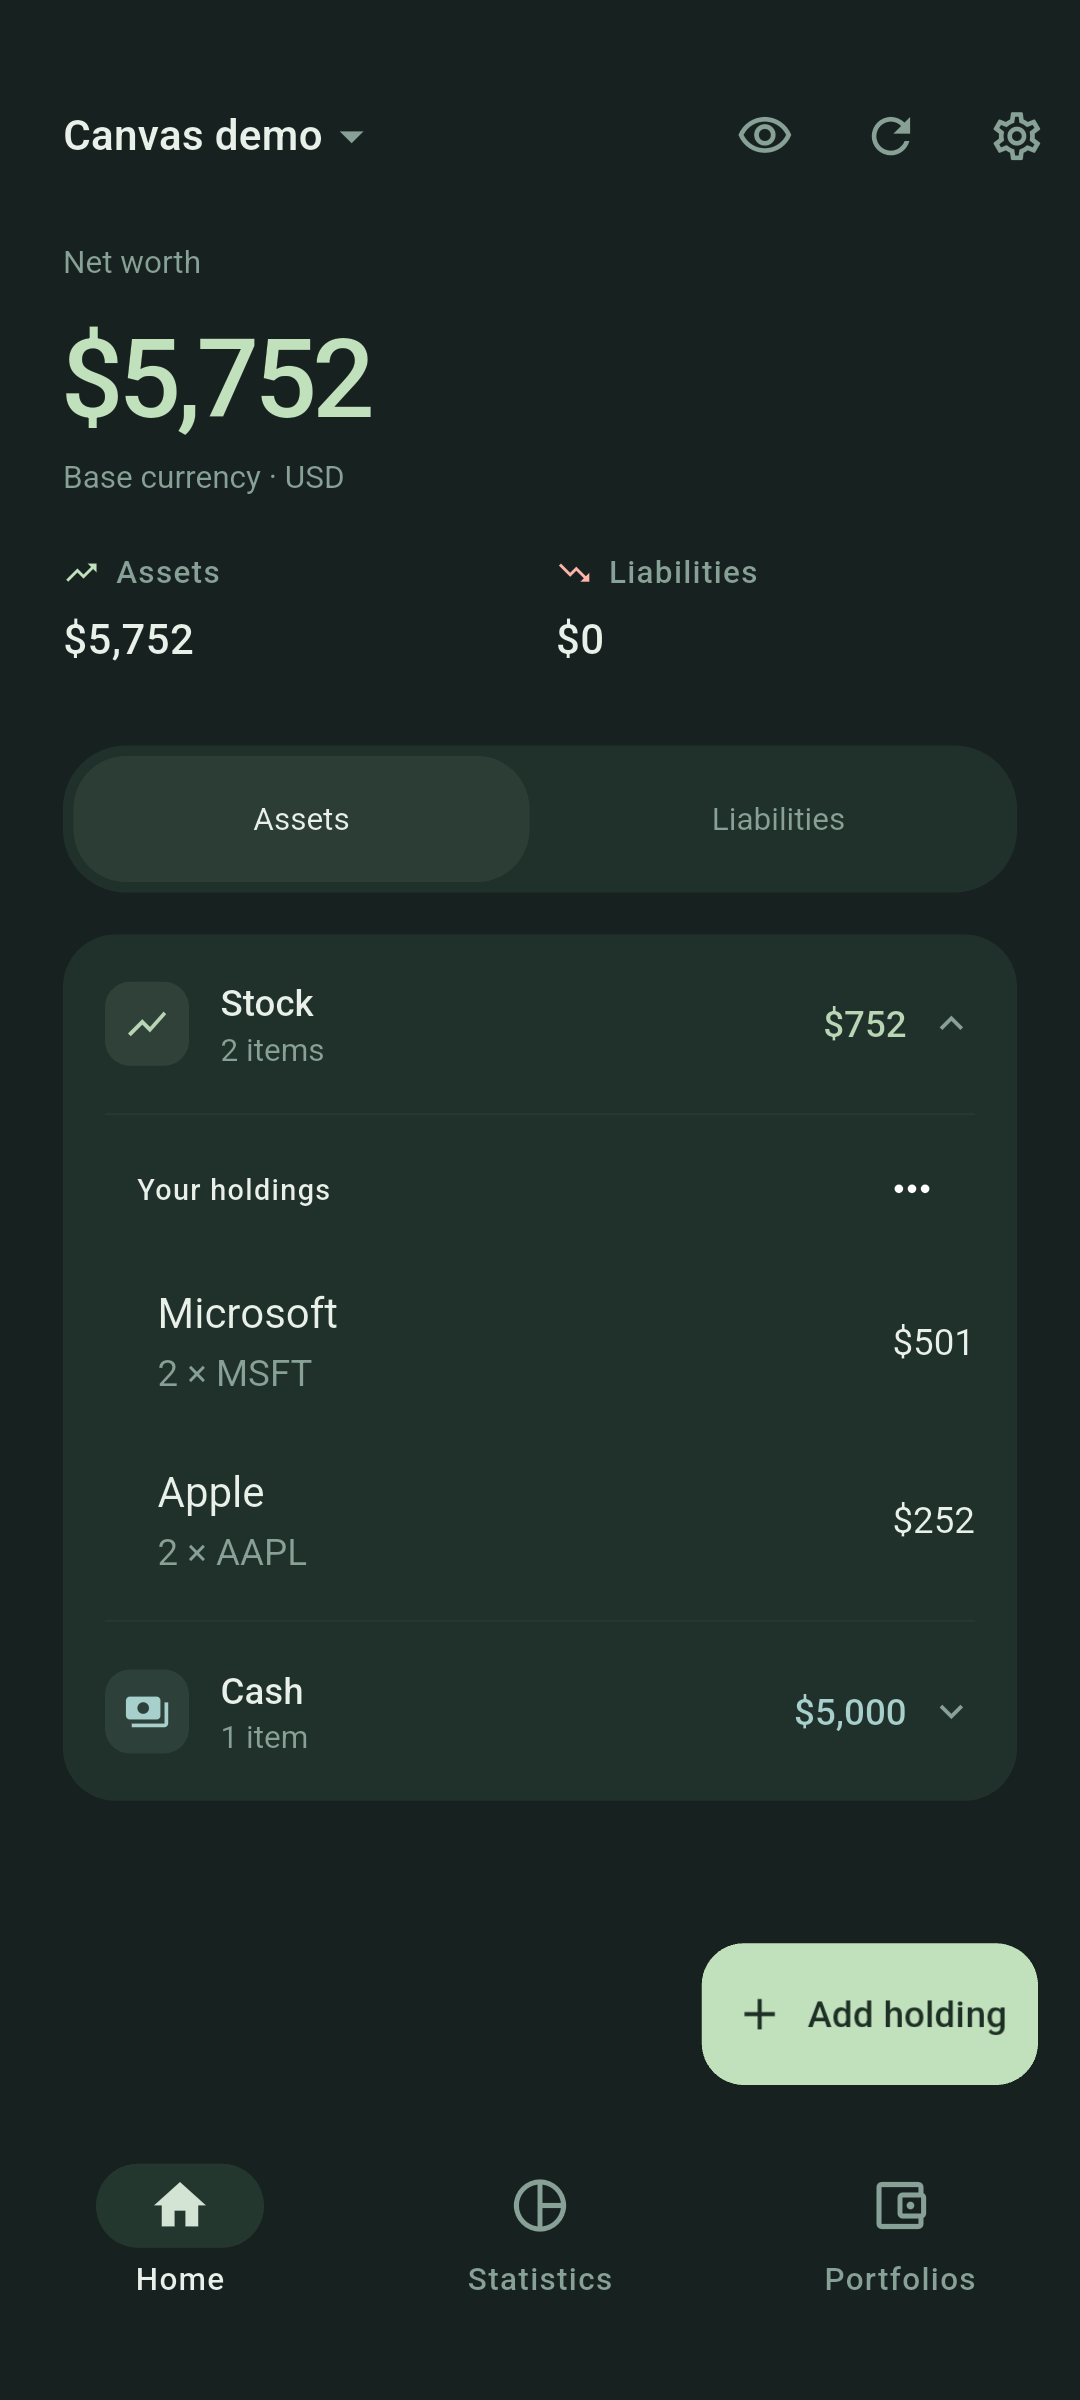 Canvas demo
Net worth
$5,752
Base currency · USD
Assets
Liabilities
$5,752
$0
Assets
Liabilities
Stock
2 items
$752
Your holdings
Microsoft
2 × MSFT
$501
Apple
2 × AAPL
$252
Cash
1 item
$5,000
Add holding
Home
Statistics
Portfolios